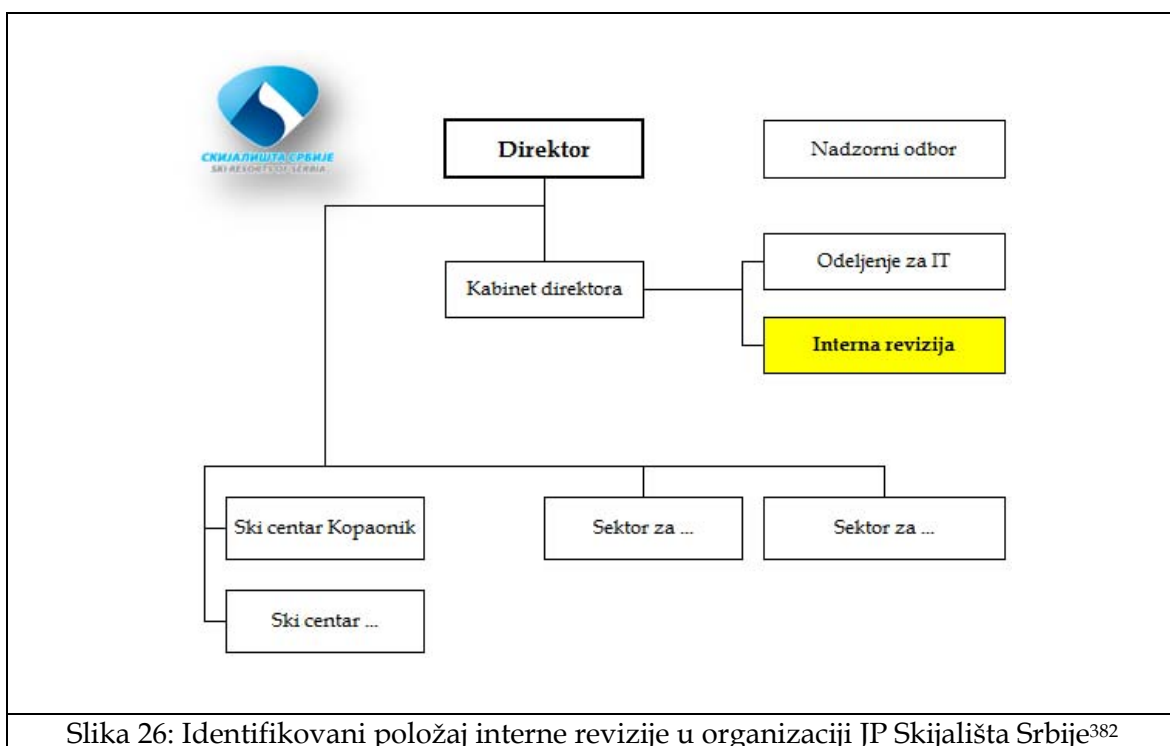 СКИЈАЛИШТА СРБИЈЕ
SKI RESORTS OF SERBIA
Direktor
Nadzorni odbor
Kabinet direktora
Odeljenje za IT
Interna revizija
Ski centar Kopaonik
Sektor za ...
Sektor za ...
Ski centar ...
Slika 26: Identifikovani položaj interne revizije u organizaciji JP Skijališta Srbije³⁸²